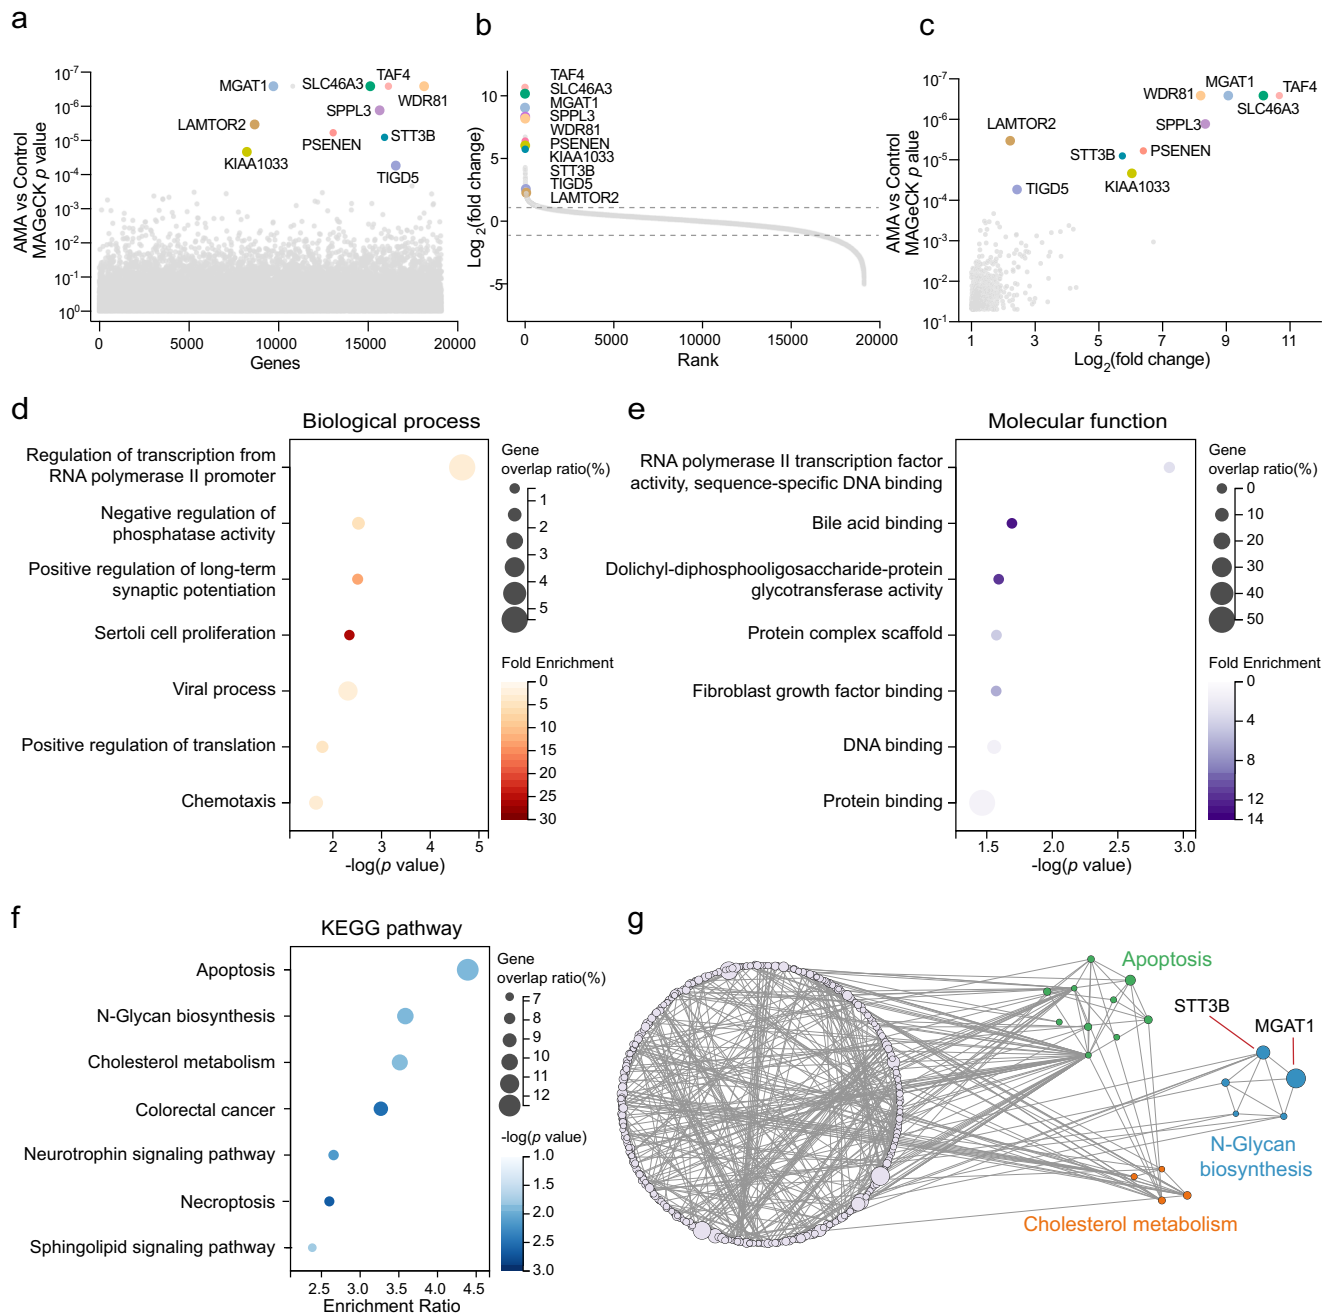 a
AMA vs Control
MAGeCK p value
10-7
10-6
10-5
10-4
10-3
10-2
10-1
100
MGAT1
SLC46A3
TAF4
WDR81
SPPL3
LAMTOR2
PSENEN
STT3B
KIAA1033
TIGD5
0
5000
10000
15000
20000
Genes
b
Log2(fold change)
10
5
0
-5
TAF4
SLC46A3
MGAT1
SPPL3
WDR81
PSENEN
KIAA1033
STT3B
TIGD5
LAMTOR2
0
5000
10000
15000
20000
Rank
c
AMA vs Control
MAGeCK p alue
10-7
10-6
10-5
10-4
10-3
10-2
10-1
WDR81
MGAT1
TAF4
SLC46A3
SPPL3
LAMTOR2
STT3B
PSENEN
KIAA1033
TIGD5
1
3
5
7
9
11
Log2(fold change)
d
Biological process
Regulation of transcription from
RNA polymerase II promoter
Negative regulation of
phosphatase activity
Positive regulation of long-term
synaptic potentiation
Sertoli cell proliferation
Viral process
Positive regulation of translation
Chemotaxis
2
3
4
5
-log(p value)
Gene
overlap ratio(%)
1
2
3
4
5
Fold Enrichment
0
5
10
15
20
25
30
e
Molecular function
RNA polymerase II transcription factor
activity, sequence-specific DNA binding
Bile acid binding
Dolichyl-diphosphooligosaccharide-protein
glycotransferase activity
Protein complex scaffold
Fibroblast growth factor binding
DNA binding
Protein binding
1.5
2.0
2.5
3.0
-log(p value)
Gene
overlap ratio(%)
0
10
20
30
40
50
Fold Enrichment
0
4
8
12
14
f
KEGG pathway
Apoptosis
N-Glycan biosynthesis
Cholesterol metabolism
Colorectal cancer
Neurotrophin signaling pathway
Necroptosis
Sphingolipid signaling pathway
2.5
3.0
3.5
4.0
4.5
Enrichment Ratio
Gene
overlap ratio(%)
7
8
9
10
11
12
-log(p value)
1.0
1.5
2.0
2.5
3.0
g
Apoptosis
STT3B
MGAT1
N-Glycan
biosynthesis
Cholesterol metabolism